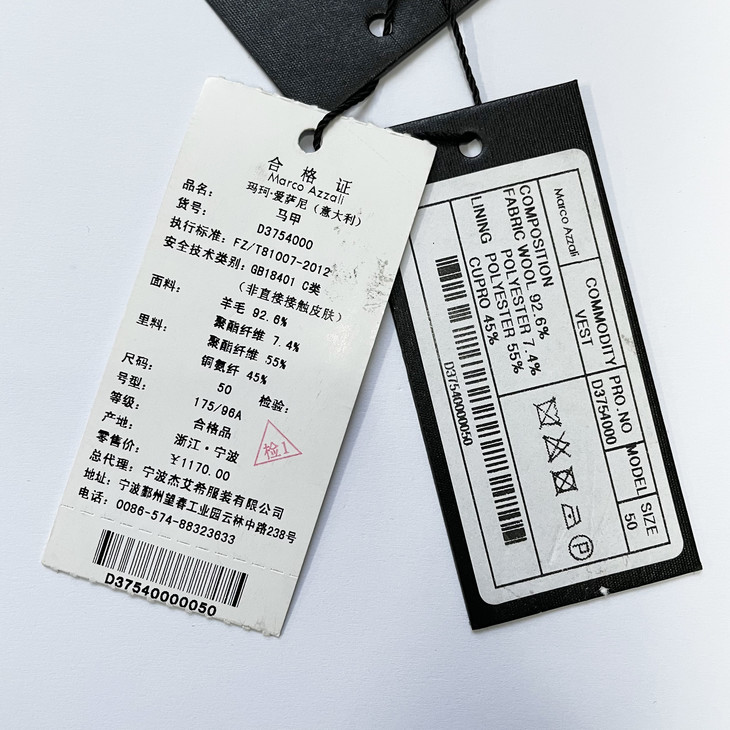 合格证
Marco Azzali
玛珂·爱萨尼（意大利）
品名： 马甲
货号： D3754000
执行标准： FZ/T81007-2012
安全技术类别： GB18401 C类
（非直接接触皮肤）
面料： 羊毛 92.6%
聚酯纤维 7.4%
里料： 聚酯纤维 55%
铜氨纤 45%
尺码： 50
号型： 175/96A 检验：
等级： 合格品
检1
产地： 浙江·宁波
零售价： ¥1170.00
总代理： 宁波杰艾希服装有限公司
地址： 宁波鄞州望春工业园云林中路238号
电话： 0086-574-88323633
D37540000050
Marco Azzali
COMMODITY VEST
PRO.NO D3754000
MODEL
SIZE 50
COMPOSITION
FABRIC WOOL 92.6%
POLYESTER 7.4%
LINING POLYESTER 55%
CUPRO 45%
P
D37540000050